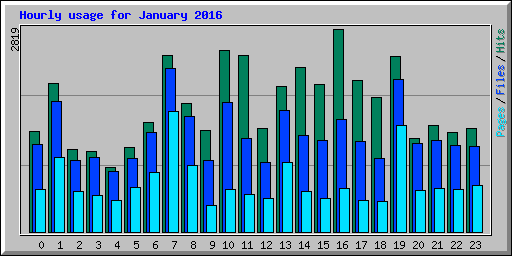 Hourly usage for January 2016
2819
Pages / Files / Hits
0 1 2 3 4 5 6 7 8 9 10 11 12 13 14 15 16 17 18 19 20 21 22 23